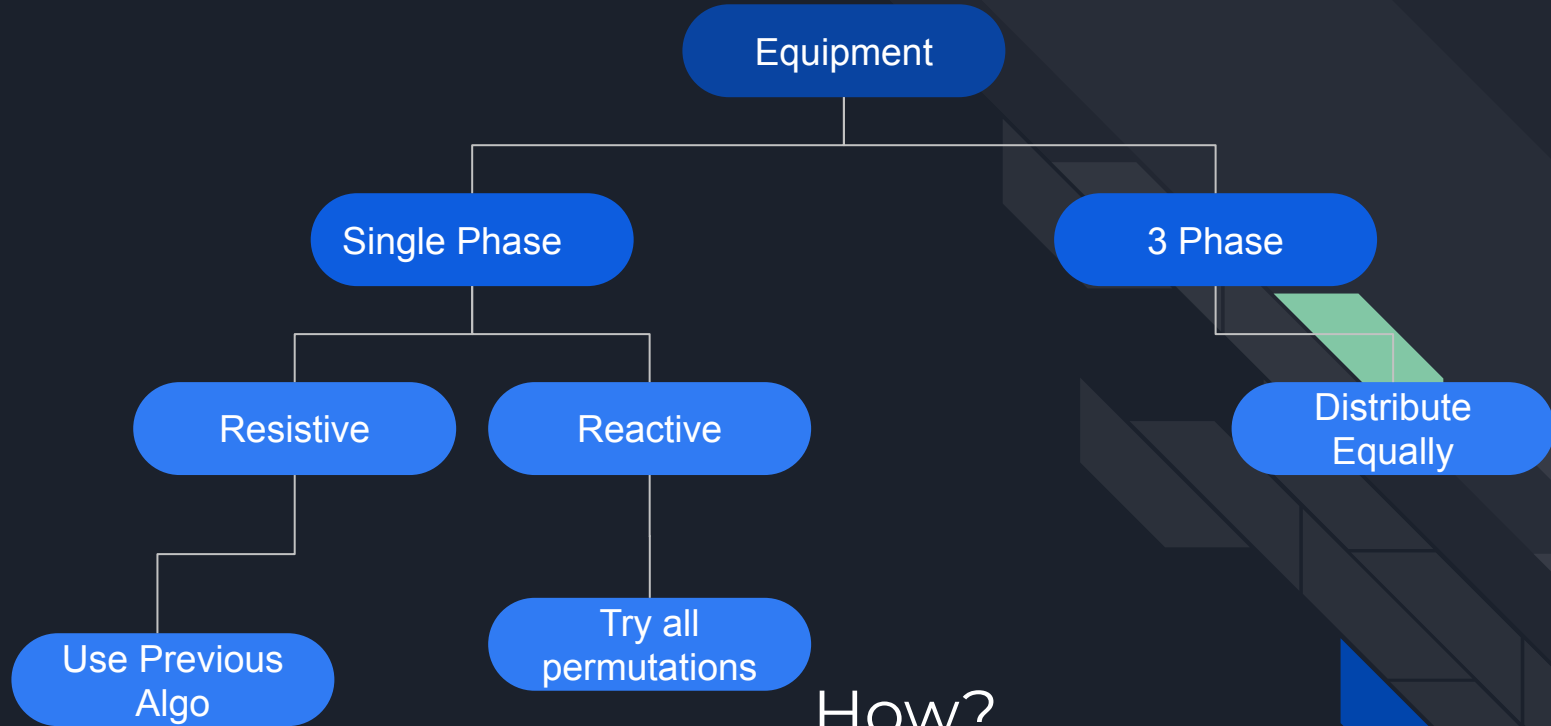 Equipment
Single Phase
3 Phase
Resistive
Reactive
Distribute
Equally
Try all
permutations
Use Previous
Algo
How?